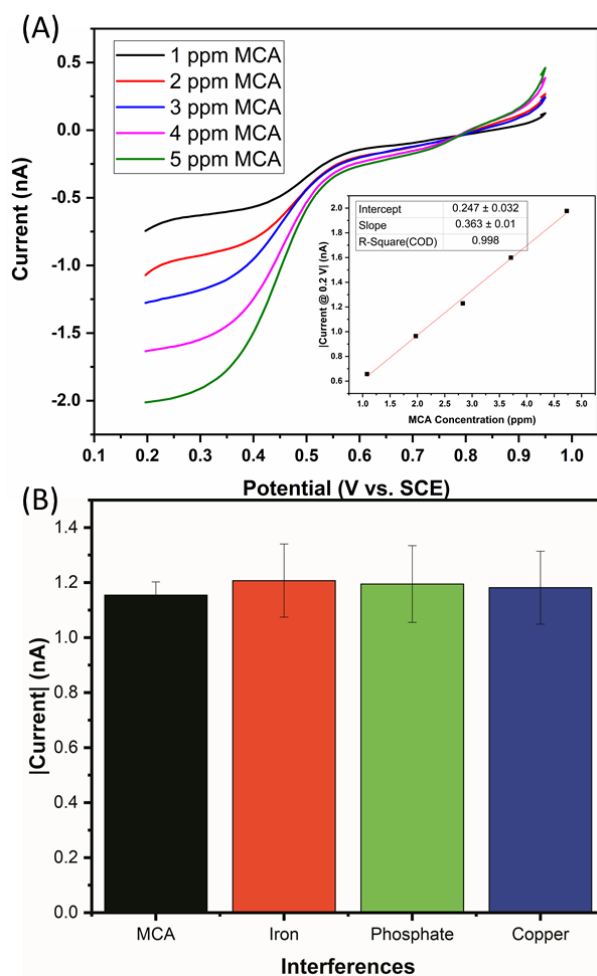 (A)
1 ppm MCA
2 ppm MCA
3 ppm MCA
4 ppm MCA
5 ppm MCA
0.5
0.0
-0.5
-1.0
-1.5
-2.0
Current (nA)
Intercept 0.247 ± 0.032
Slope 0.363 ± 0.01
R-Square(COD) 0.998
2.0
1.8
1.6
1.4
1.2
1.0
0.8
0.6
|Current @ 0.2 V| (nA)
1.0 1.5 2.0 2.5 3.0 3.5 4.0 4.5 5.0
MCA Concentration (ppm)
0.1 0.2 0.3 0.4 0.5 0.6 0.7 0.8 0.9 1.0
Potential (V vs. SCE)
(B)
1.4
1.2
1.0
0.8
0.6
0.4
0.2
0.0
|Current| (nA)
MCA Iron Phosphate Copper
Interferences